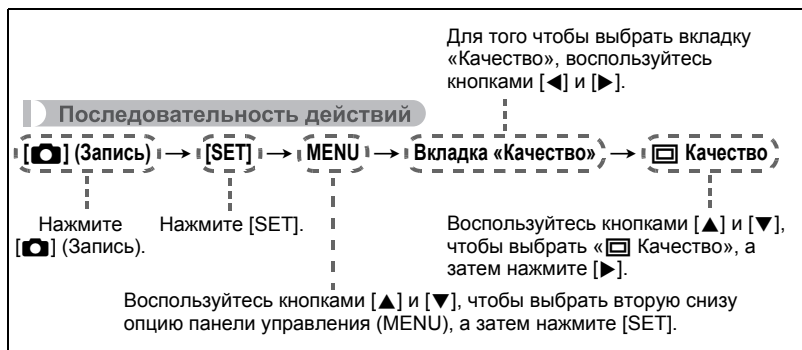 Для того чтобы выбрать вкладку
«Качество», воспользуйтесь
кнопками [◀] и [▶].
Последовательность действий
[📷] (Запись) → [SET] → MENU → Вкладка «Качество» → 🔲 Качество
Нажмите
[📷] (Запись).
Нажмите [SET].
Воспользуйтесь кнопками [▲] и [▼],
чтобы выбрать «🔲 Качество», а
затем нажмите [▶].
Воспользуйтесь кнопками [▲] и [▼], чтобы выбрать вторую снизу
опцию панели управления (MENU), а затем нажмите [SET].